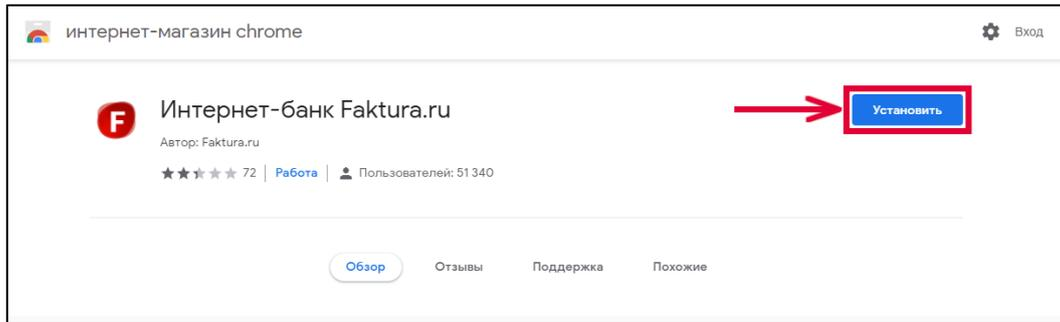 интернет-магазин chrome
Вход
F
Интернет-банк Faktura.ru
Установить
Автор: Faktura.ru
72 Работа Пользователей: 51 340
Обзор Отзывы Поддержка Похожие